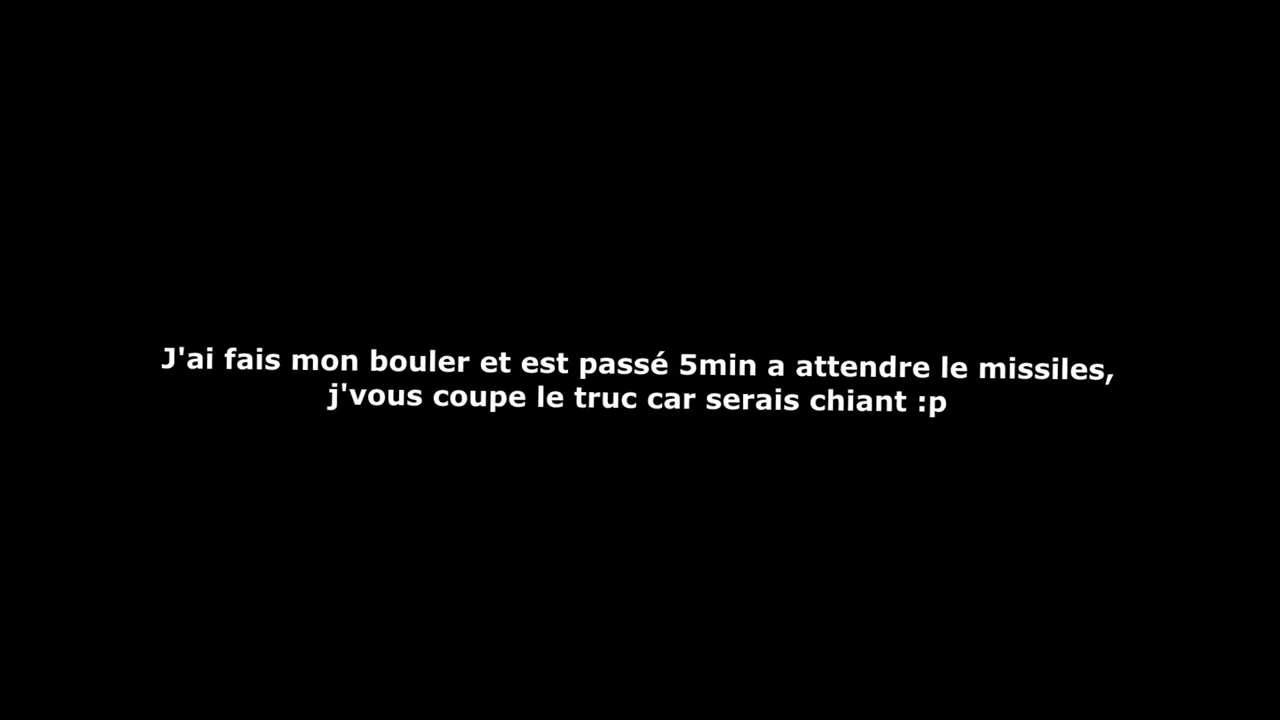 J'ai fais mon bouler et est passé 5min a attendre le missiles,
j'vous coupe le truc car serais chiant :p